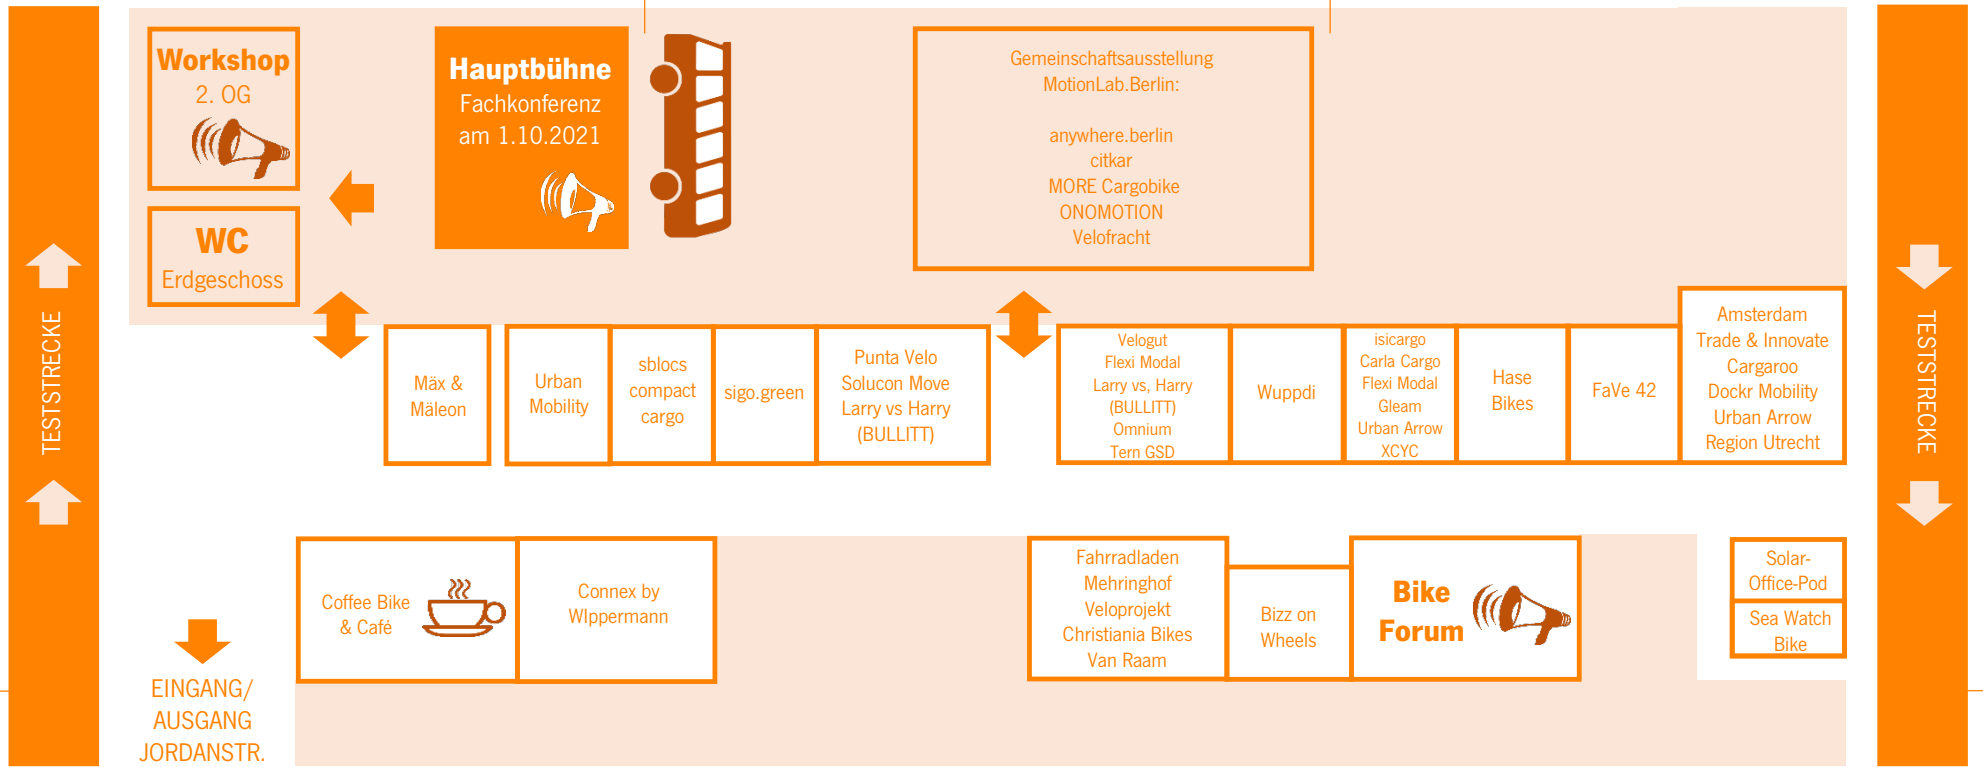 TESTSTRECKE
Workshop
2. OG
WC
Erdgeschoss
Hauptbühne
Fachkonferenz
am 1.10.2021
Gemeinschaftsausstellung
MotionLab.Berlin:
anywhere.berlin
citkar
MORE Cargobike
ONOMOTION
Velofracht
Mäx &
Mäleon
Urban
Mobility
sblocs
compact
cargo
sigo.green
Punta Velo
Solucon Move
Larry vs Harry
(BULLITT)
Velogut
Flexi Modal
Larry vs, Harry
(BULLITT)
Omnium
Tern GSD
Wuppdi
isicargo
Carla Cargo
Flexi Modal
Gleam
Urban Arrow
XCYC
Hase
Bikes
FaVe 42
Amsterdam
Trade & Innovate
Cargaroo
Dockr Mobility
Urban Arrow
Region Utrecht
TESTSTRECKE
Coffee Bike
& Café
Connex by
WIppermann
Fahrradladen
Mehringhof
Veloprojekt
Christiania Bikes
Van Raam
Bizz on
Wheels
Bike
Forum
Solar-
Office-Pod
Sea Watch
Bike
EINGANG/
AUSGANG
JORDANSTR.